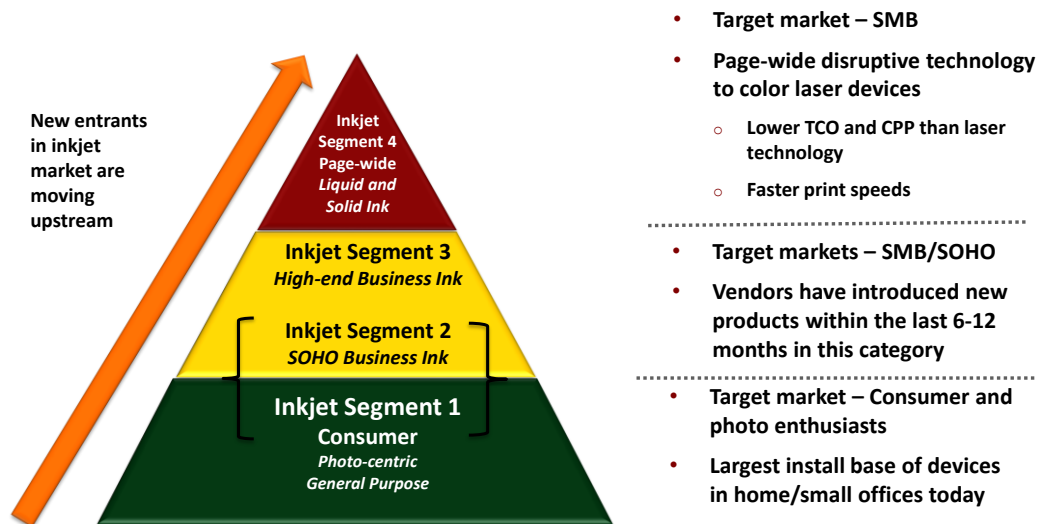 New entrants
in inkjet
market are
moving
upstream
Inkjet
Segment 4
Page-wide
Liquid and
Solid Ink
Inkjet Segment 3
High-end Business Ink
Inkjet Segment 2
SOHO Business Ink
Inkjet Segment 1
Consumer
Photo-centric
General Purpose
• Target market – SMB
• Page-wide disruptive technology
to color laser devices
o Lower TCO and CPP than laser
technology
o Faster print speeds
• Target markets – SMB/SOHO
• Vendors have introduced new
products within the last 6-12
months in this category
• Target market – Consumer and
photo enthusiasts
• Largest install base of devices
in home/small offices today